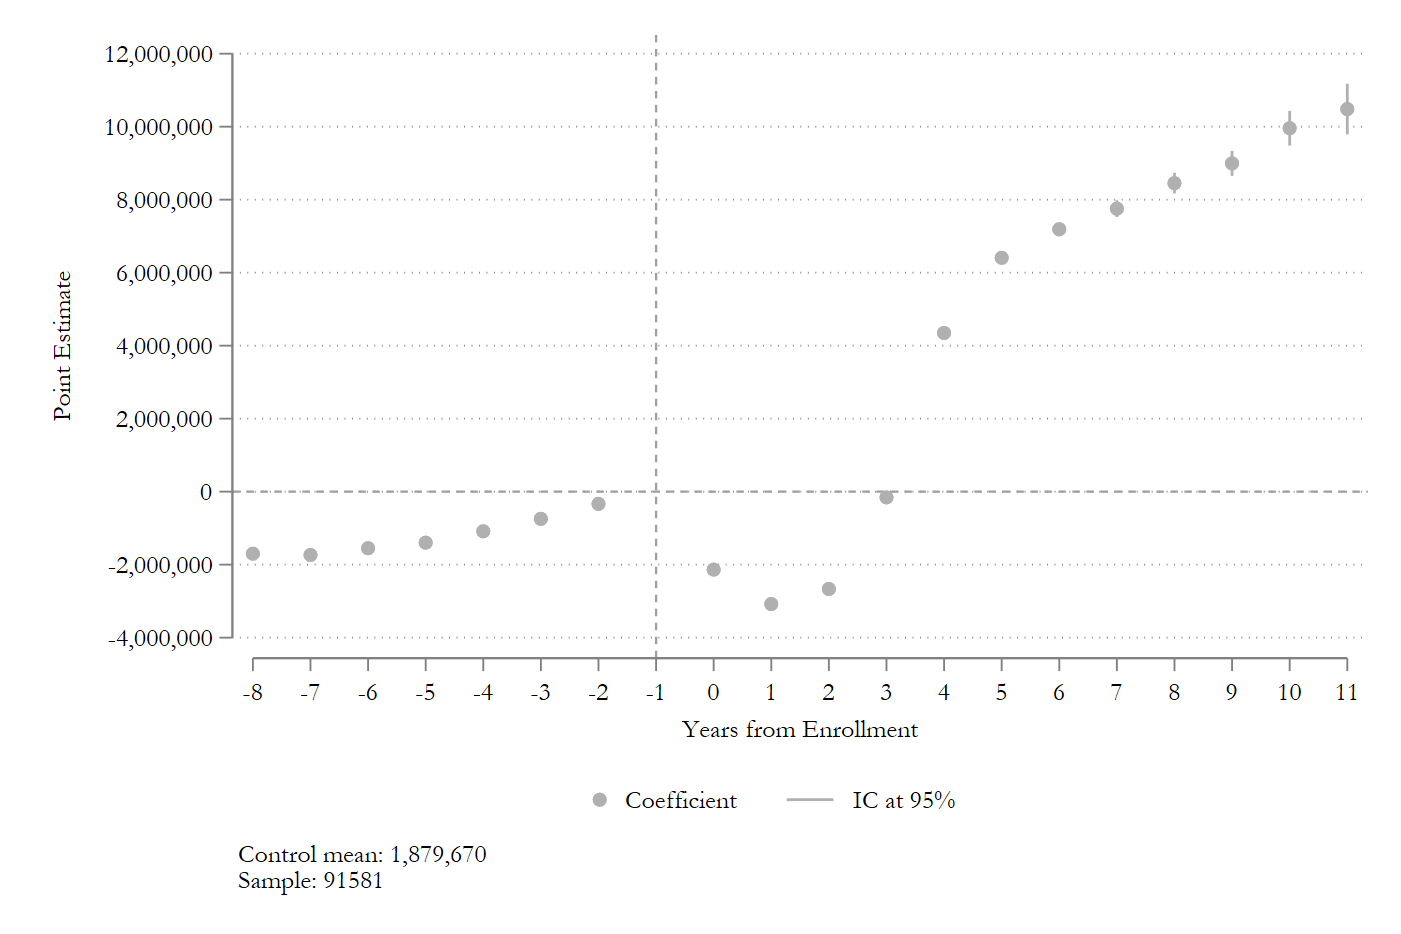 12,000,000
10,000,000
8,000,000
6,000,000
4,000,000
2,000,000
0
-2,000,000
-4,000,000
Point Estimate
-8 -7 -6 -5 -4 -3 -2 -1 0 1 2 3 4 5 6 7 8 9 10 11
Years from Enrollment
Coefficient IC at 95%
Control mean: 1,879,670
Sample: 91581